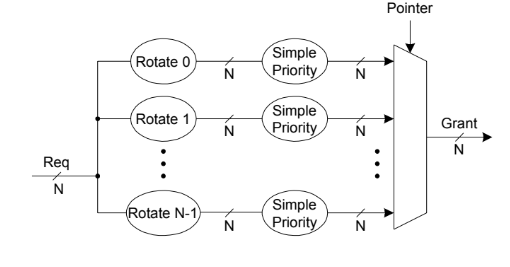 Pointer
Rotate 0
N
Simple
Priority
N
Rotate 1
N
Simple
Priority
N
Grant
N
Req
N
Rotate N-1
N
Simple
Priority
N